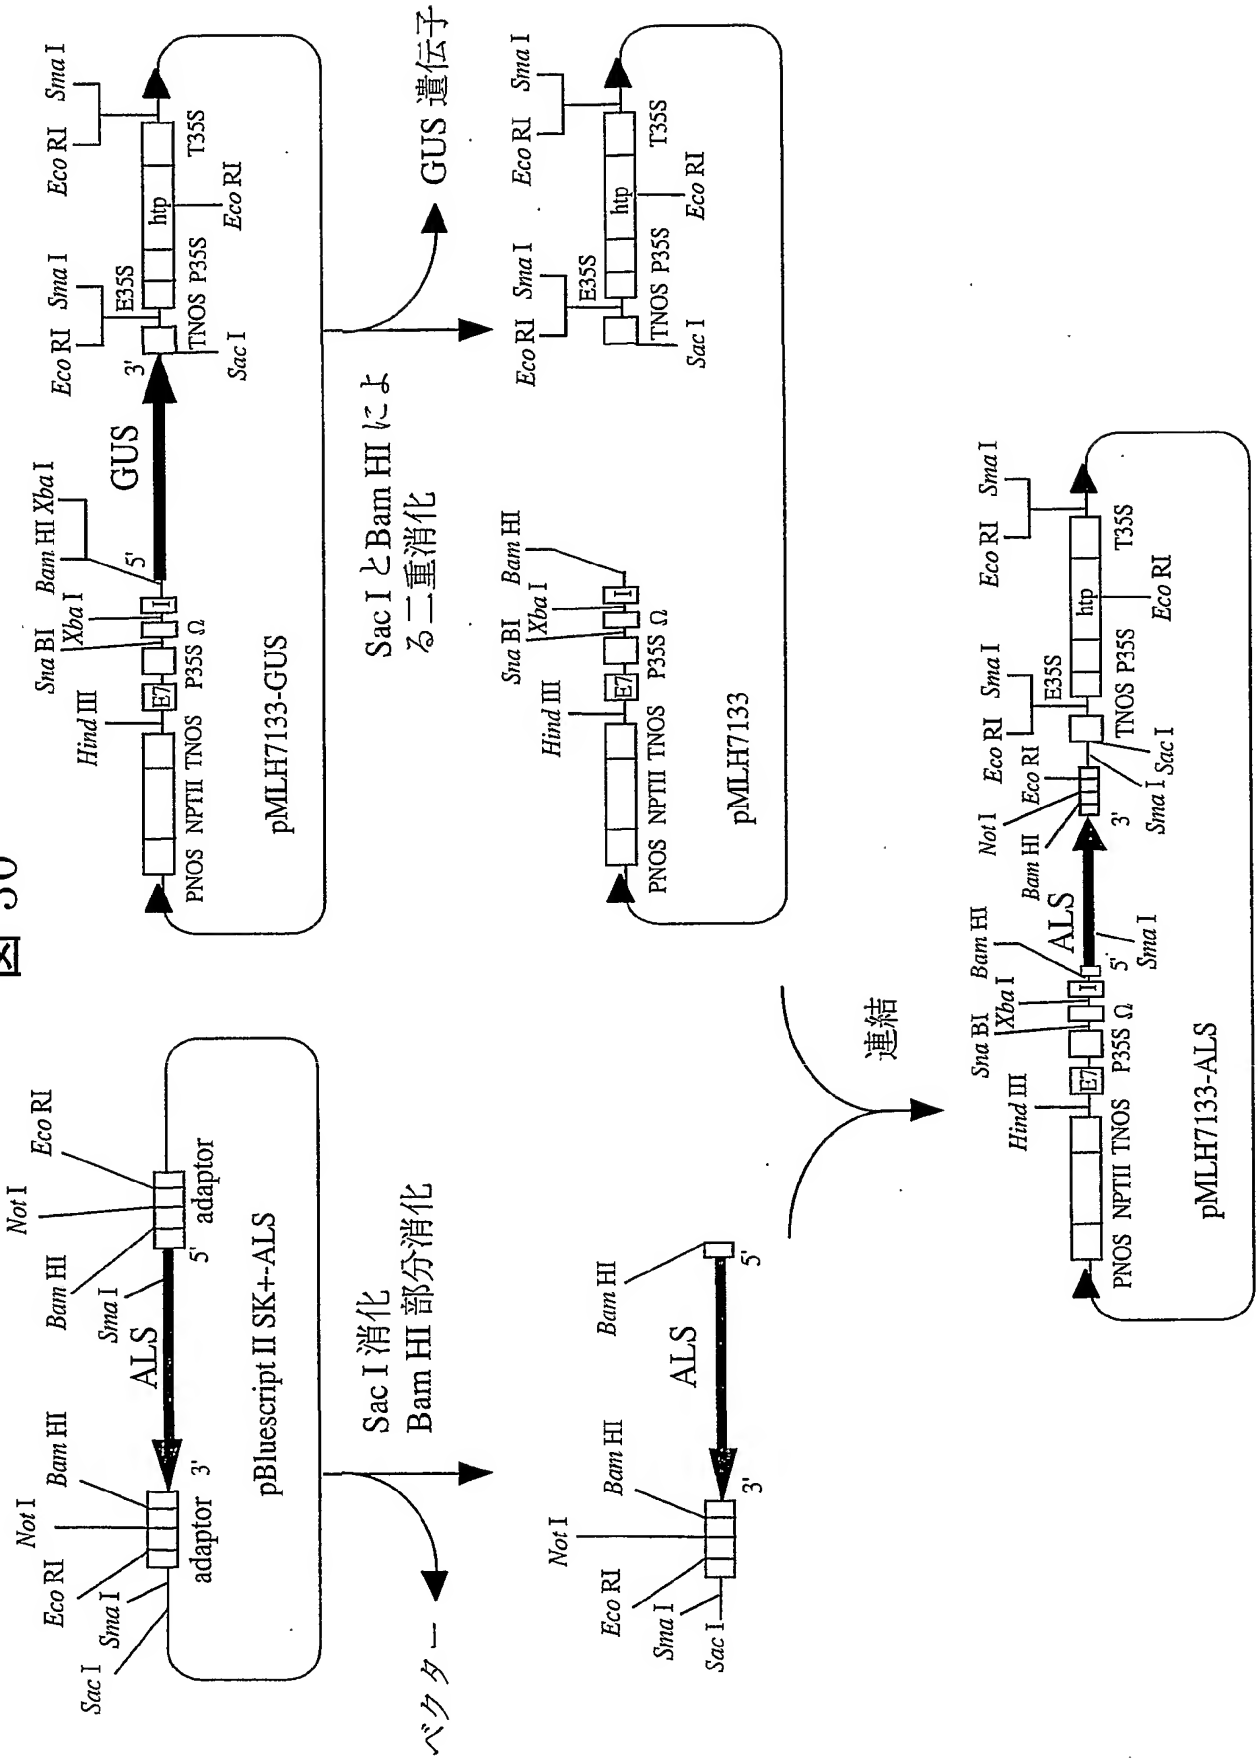 図 30
Not I
Not I
Eco RI
Bam HI
Bam HI
Eco RI
Sma I
Sac I
Sma I
ALS
adaptor
3'
5'
adaptor
pBluescript II SK+-ALS
Sac I 消化
Bam HI 部分消化
ベクター
Not I
Bam HI
Bam HI
Eco RI
Sma I
Sac I
ALS
3'
5'
Sna BI
Xba I
Bam HI Xba I
Hind III
E7
I
5'
GUS
3'
Eco RI
Sma I
E35S
Eco RI
Sma I
htp
PNOS NPTII TNOS
P35S Ω
TNOS P35S
T35S
Sac I
Eco RI
pMLH7133-GUS
Sac I とBam HI によ
る二重消化
GUS 遺伝子
Sna BI
Xba I
Bam HI
Hind III
E7
I
Eco RI
Sma I
E35S
Eco RI
Sma I
htp
PNOS NPTII TNOS
P35S Ω
TNOS P35S
T35S
Sac I
Eco RI
pMLH7133
連結
Sna BI
Xba I
Bam HI
Hind III
E7
I
ALS
5'
3'
Sma I
Not I
Bam HI
Eco RI
Eco RI
Sma I
E35S
Eco RI
Sma I
htp
PNOS NPTII TNOS
P35S Ω
Sma I
Sac I
TNOS P35S
T35S
Eco RI
pMLH7133-ALS